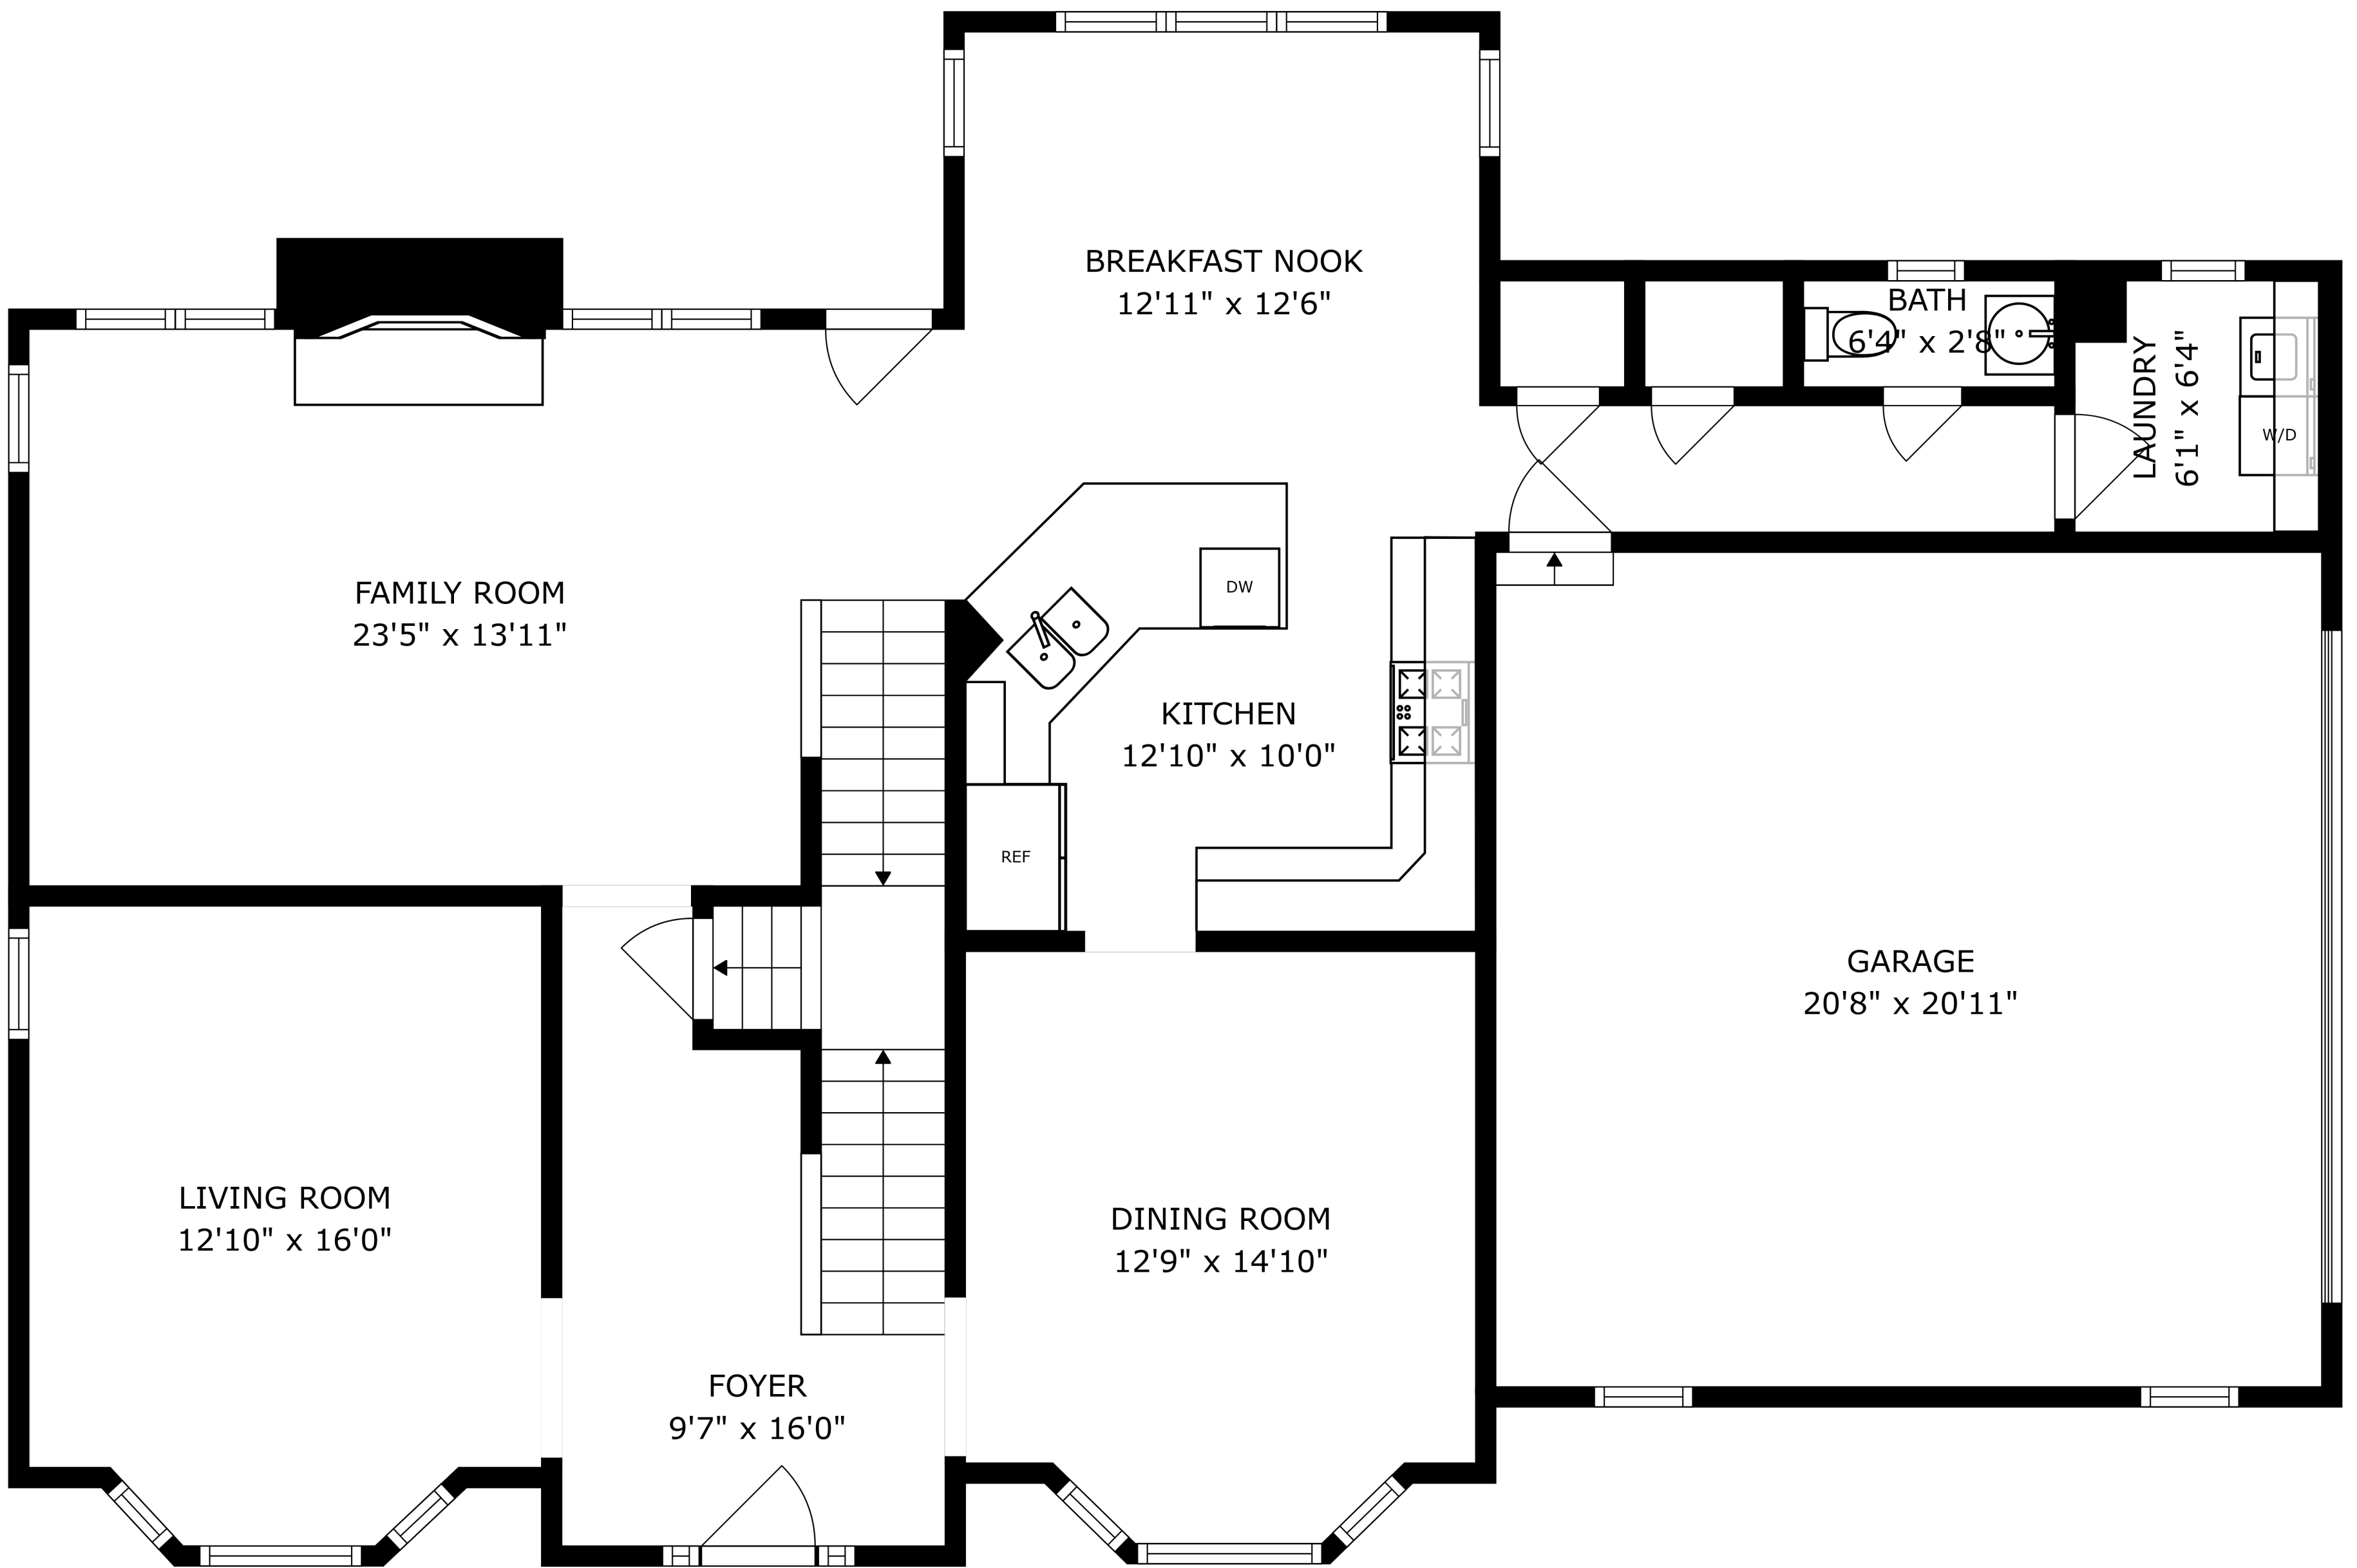 BREAKFAST NOOK
12'11" x 12'6"
BATH
6'4" x 2'8"
LAUNDRY
6'1" x 6'4"
W/D
FAMILY ROOM
23'5" x 13'11"
DW
KITCHEN
12'10" x 10'0"
REF
GARAGE
20'8" x 20'11"
LIVING ROOM
12'10" x 16'0"
DINING ROOM
12'9" x 14'10"
FOYER
9'7" x 16'0"